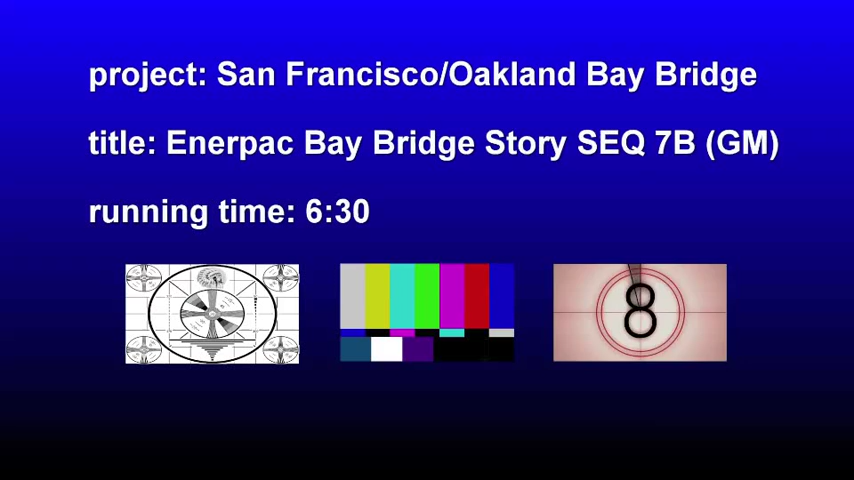 project: San Francisco/Oakland Bay Bridge
title: Enerpac Bay Bridge Story SEQ 7B (GM)
running time: 6:30
8